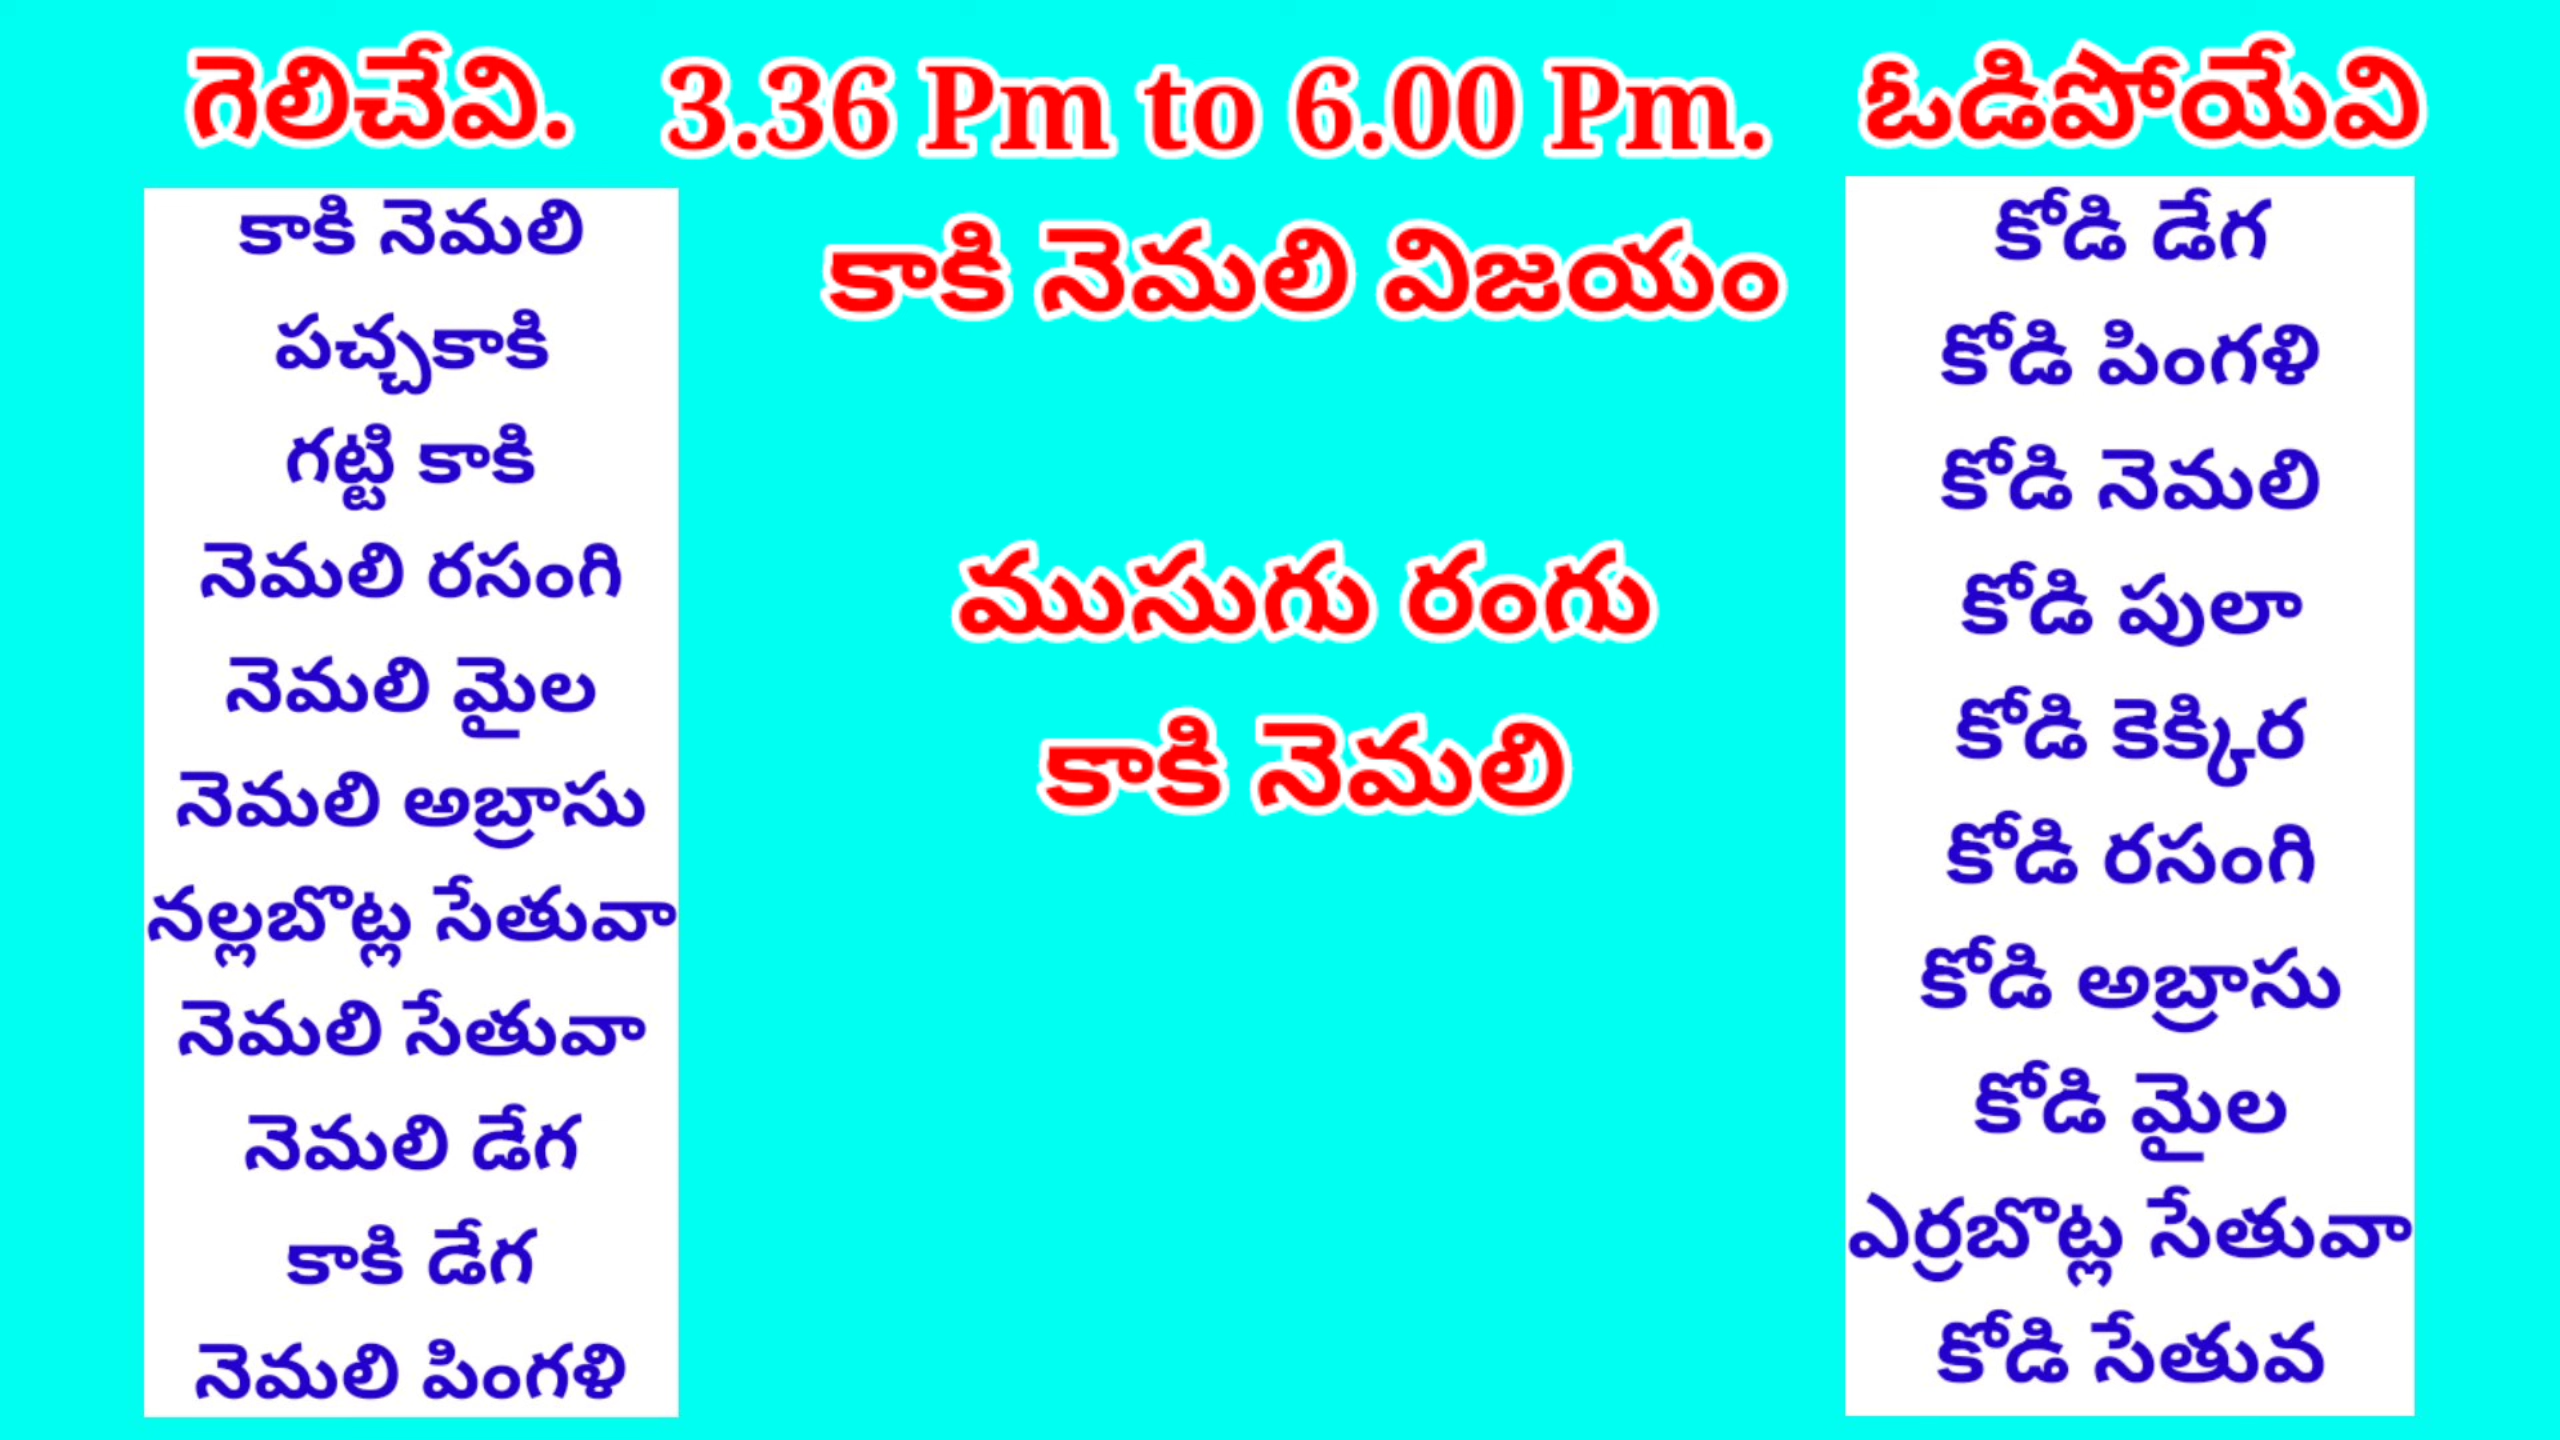 గెలిచేవి.
3.36 Pm to 6.00 Pm.
ఓడిపోయేవి
కాకి నెమలి
పచ్చకాకి
గట్టి కాకి
నెమలి రసంగి
నెమలి మైల
నెమలి అబ్రాసు
నల్లబొట్ల సేతువా
నెమలి సేతువా
నెమలి డేగ
కాకి డేగ
నెమలి పింగళి
కాకి నెమలి విజయం
ముసుగు రంగు
కాకి నెమలి
కోడి డేగ
కోడి పింగళి
కోడి నెమలి
కోడి పులా
కోడి కెక్కిర
కోడి రసంగి
కోడి అబ్రాసు
కోడి మైల
ఎర్రబొట్ల సేతువా
కోడి సేతువ